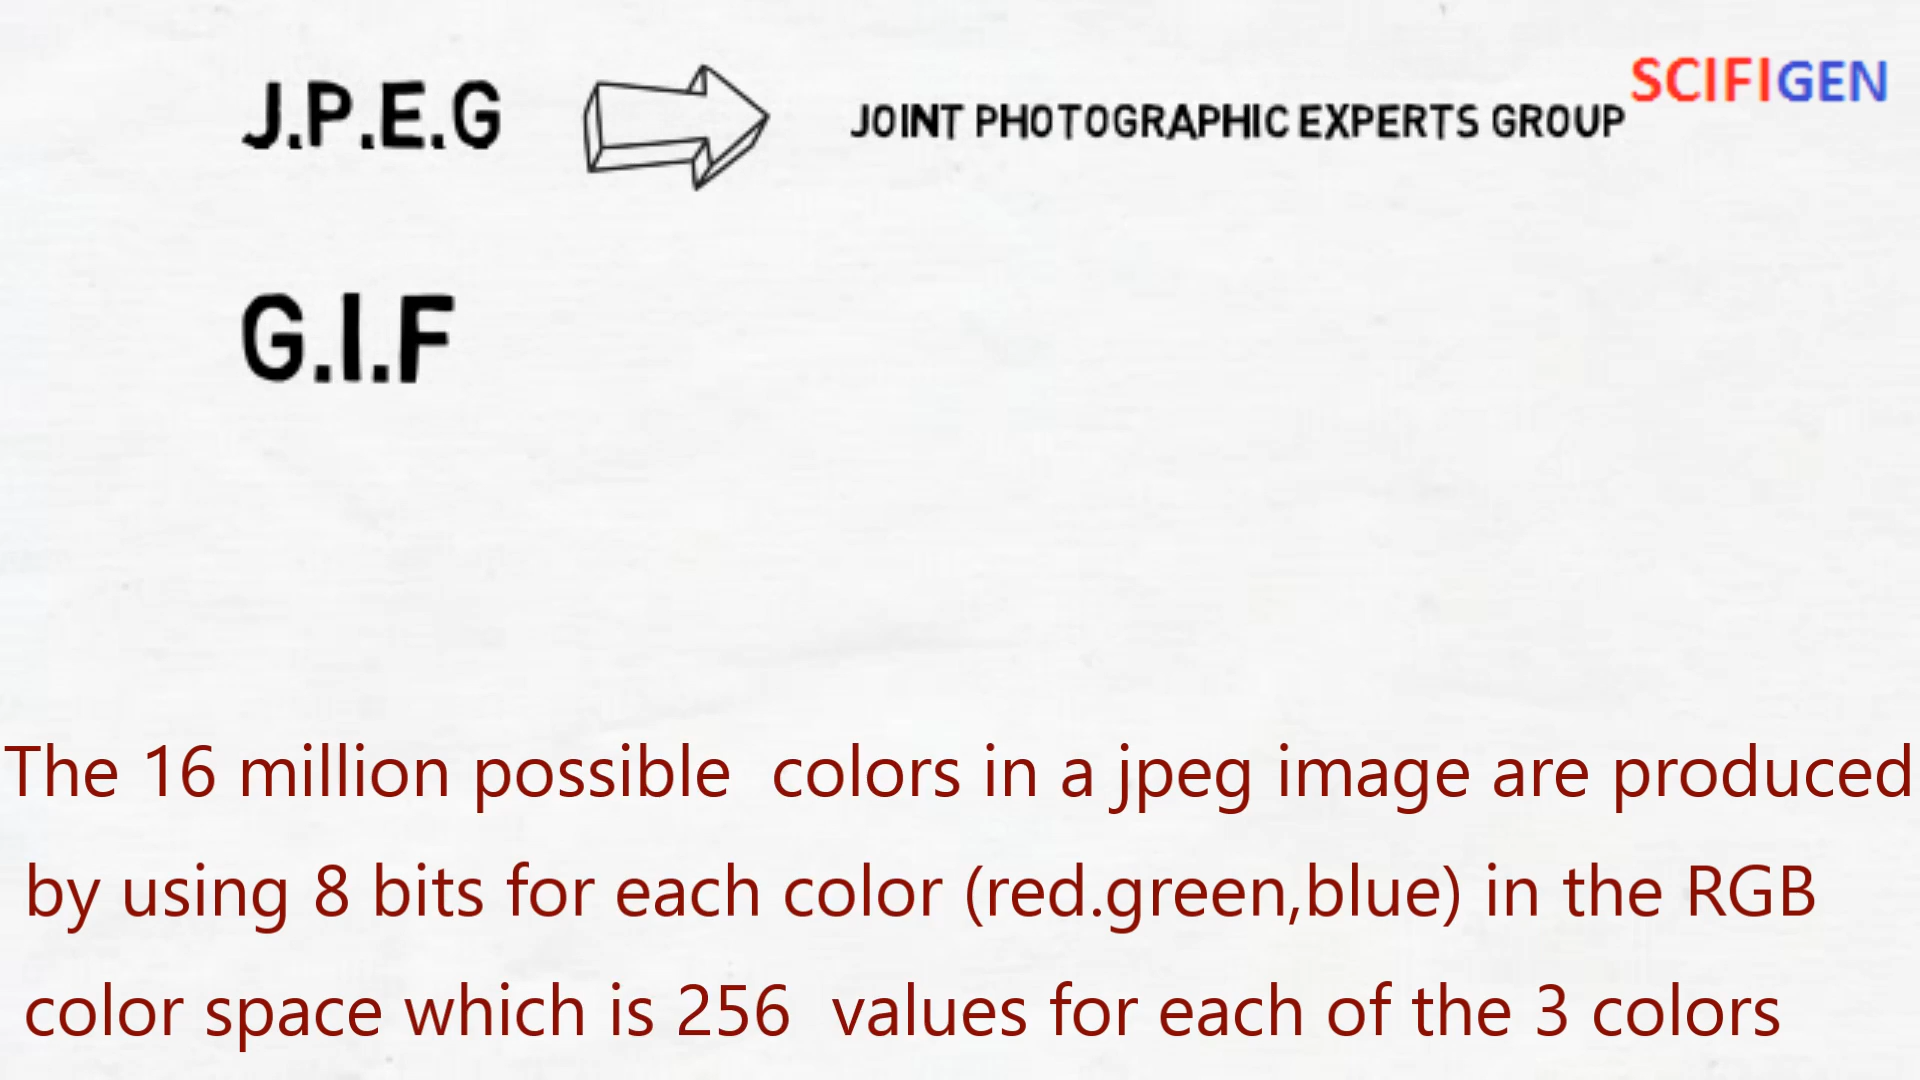 J.P.E.G
JOINT PHOTOGRAPHIC EXPERTS GROUP
SCIFIGEN
G.I.F
The 16 million possible  colors in a jpeg image are produced
by using 8 bits for each color (red.green,blue) in the RGB
color space which is 256  values for each of the 3 colors